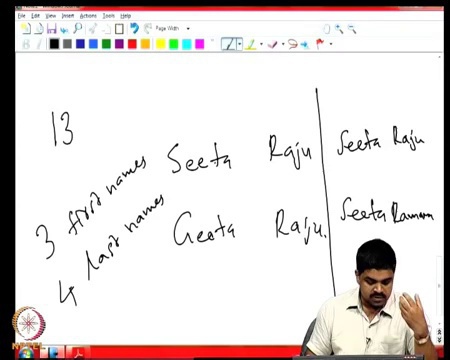 File Edit View Insert Actions Tools Help
Page Width
13
Seeta Raju
Seeta Raju
3 first names
Geeta Raju.
Seeta Ramana
4 last names